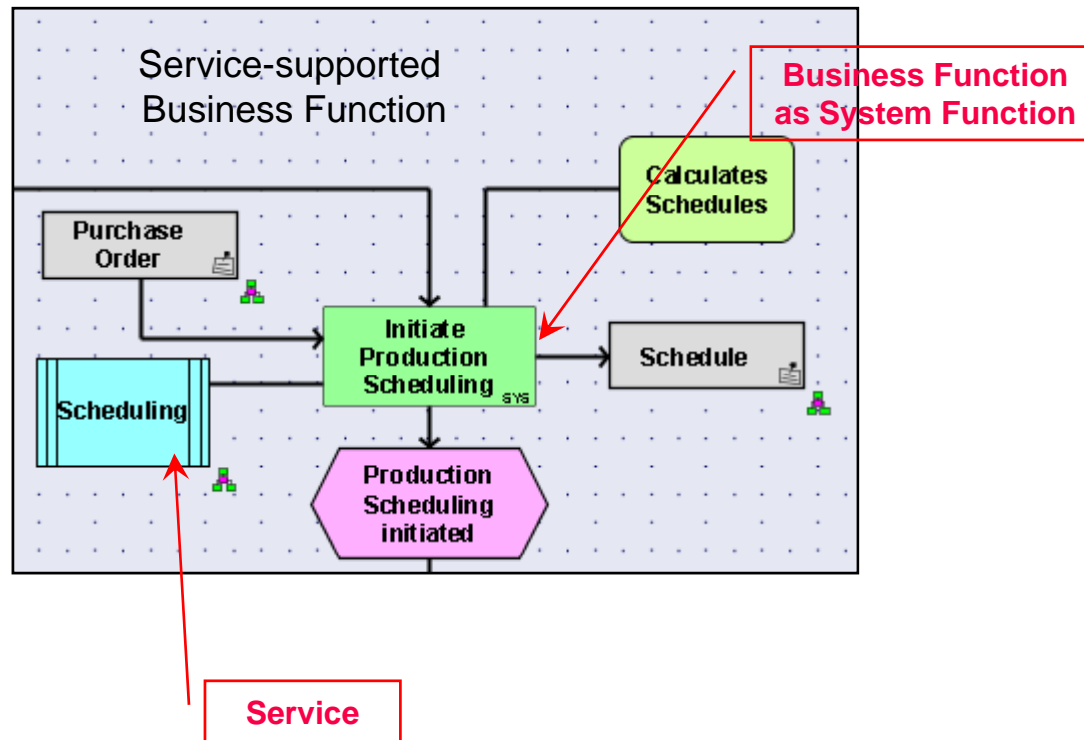 Service-supported
Business Function
Business Function
as System Function
Calculates
Schedules
Purchase
Order
Initiate
Production
Scheduling
SYS
Schedule
Scheduling
Production
Scheduling
initiated
Service